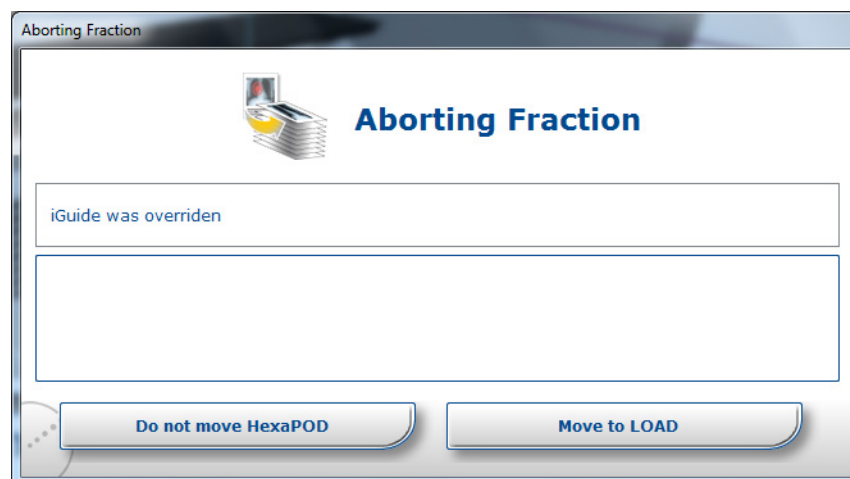 Aborting Fraction
Aborting Fraction
iGuide was overriden
Do not move HexaPOD
Move to LOAD